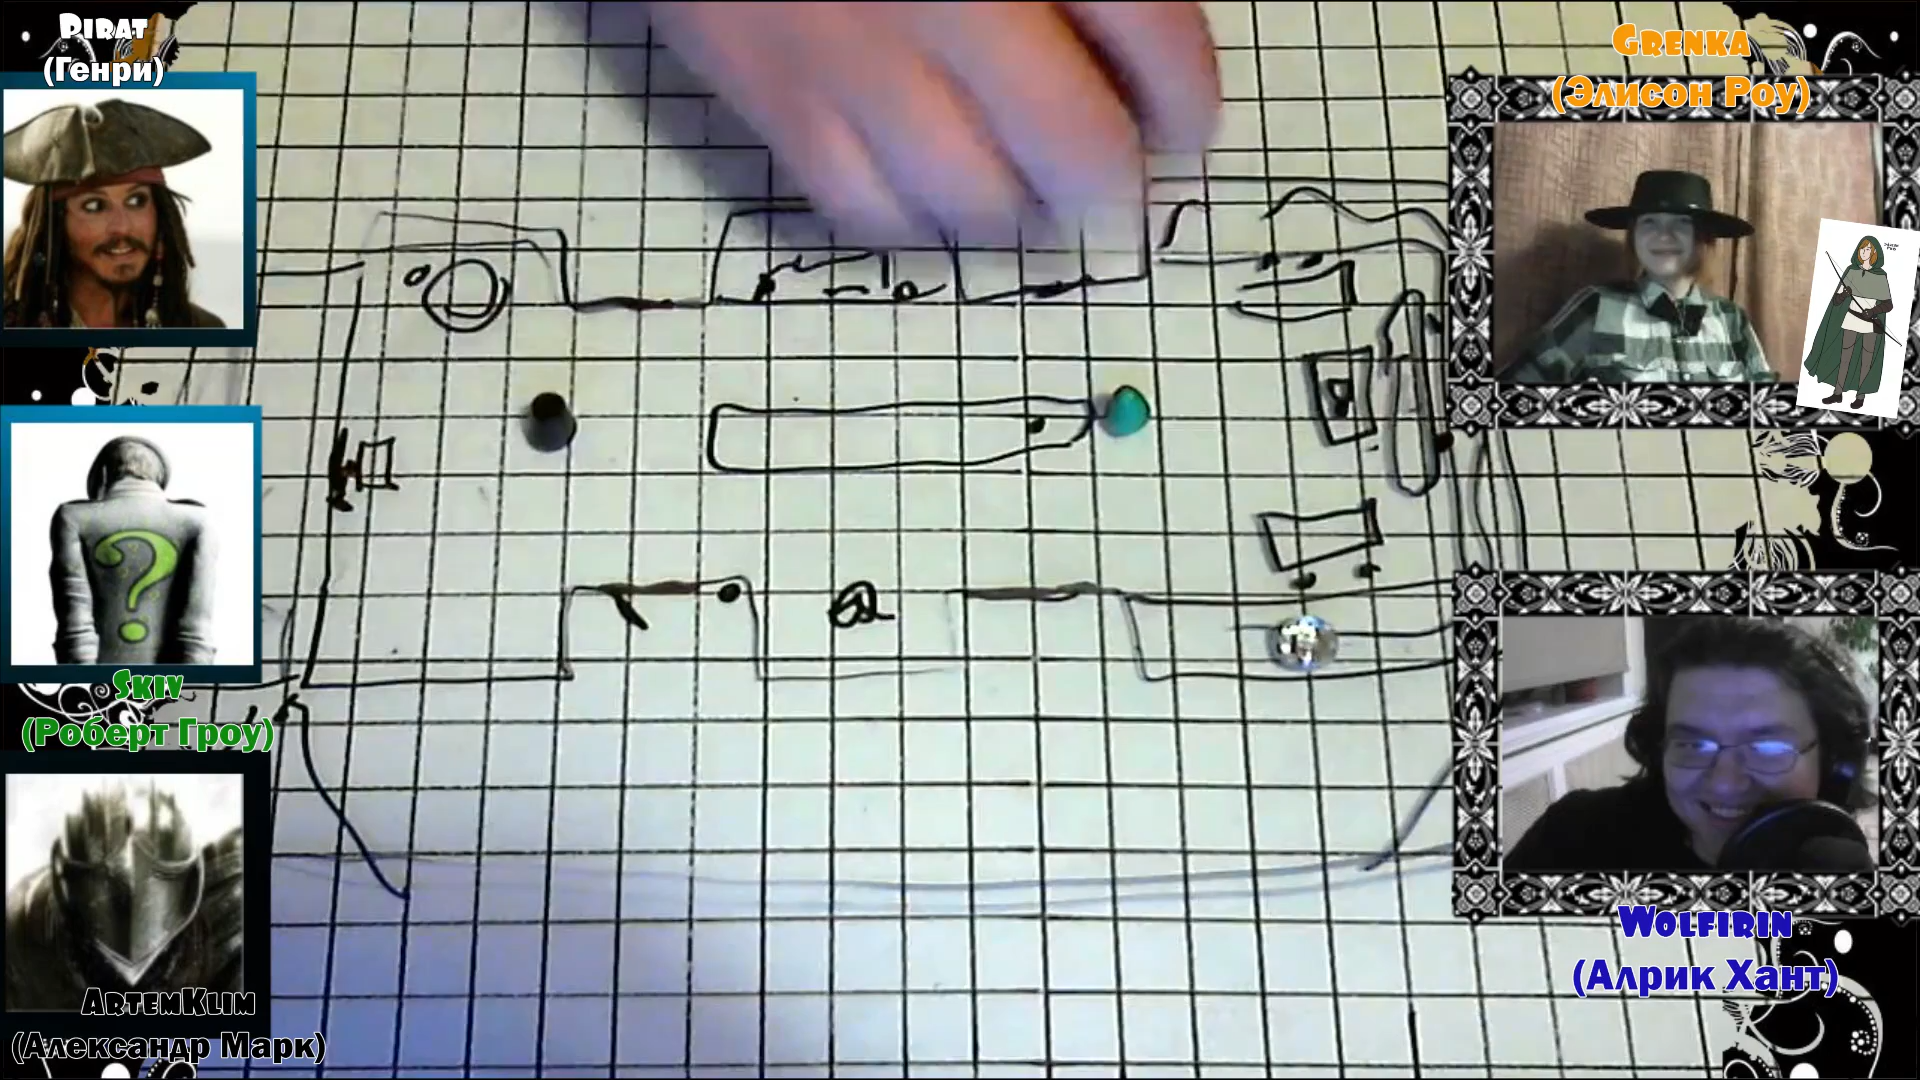 Pirat
(Генри)
Skiv
(Роберт Гроу)
ArtemKlim
(Александр Марк)
Grenka
(Элисон Роу)
Wolfirin
(Алрик Хант)